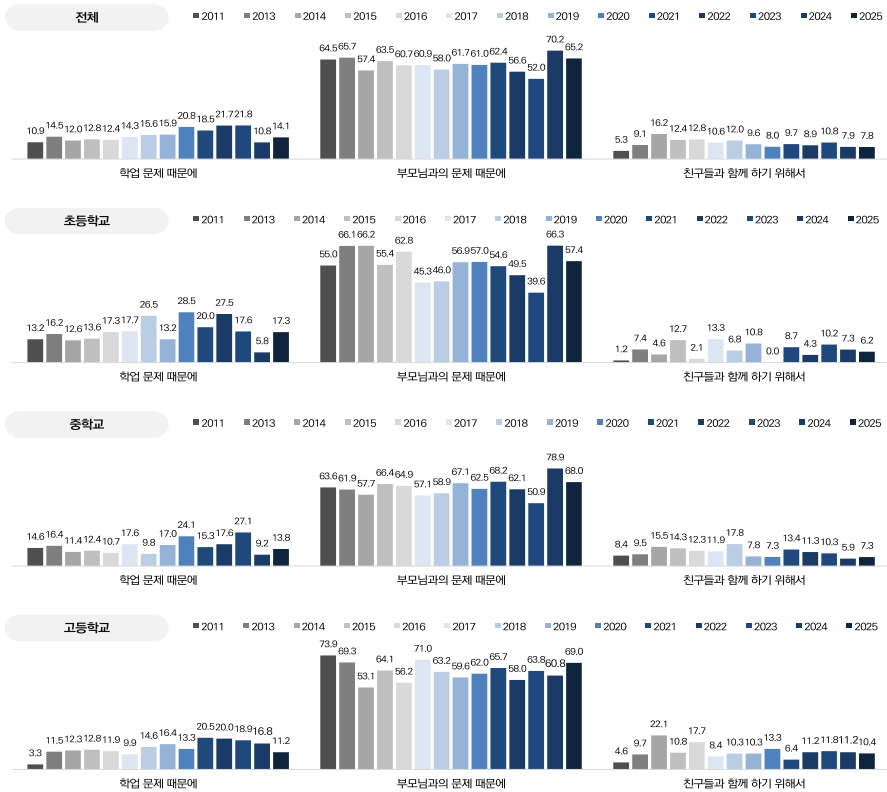 전체
2011 2013 2014 2015 2016 2017 2018 2019 2020 2021 2022 2023 2024 2025
10.9 14.5 12.0 12.8 12.4 14.3 15.6 15.9 20.8 18.5 21.7 21.8 10.8 14.1
64.5 65.7 57.4 63.5 60.7 60.9 58.0 61.7 61.0 62.4 56.6 52.0 70.2 65.2
5.3 9.1 16.2 12.4 12.8 10.6 12.0 9.6 8.0 9.7 8.9 10.8 7.9 7.8
학업 문제 때문에 부모님과의 문제 때문에 친구들과 함께 하기 위해서
초등학교
2011 2013 2014 2015 2016 2017 2018 2019 2020 2021 2022 2023 2024 2025
13.2 16.2 12.6 13.6 17.3 17.7 26.5 13.2 28.5 20.0 27.5 17.6 5.8 17.3
55.0 66.1 66.2 55.4 62.8 45.3 46.0 56.9 57.0 54.6 49.5 39.6 66.3 57.4
1.2 7.4 4.6 12.7 2.1 13.3 6.8 10.8 0.0 8.7 4.3 10.2 7.3 6.2
학업 문제 때문에 부모님과의 문제 때문에 친구들과 함께 하기 위해서
중학교
2011 2013 2014 2015 2016 2017 2018 2019 2020 2021 2022 2023 2024 2025
14.6 16.4 11.4 12.4 10.7 17.6 9.8 17.0 24.1 15.3 17.6 27.1 9.2 13.8
63.6 61.9 57.7 66.4 64.9 57.1 58.9 67.1 62.5 68.2 62.1 50.9 78.9 68.0
8.4 9.5 15.5 14.3 12.3 11.9 17.8 7.8 7.3 13.4 11.3 10.3 5.9 7.3
학업 문제 때문에 부모님과의 문제 때문에 친구들과 함께 하기 위해서
고등학교
2011 2013 2014 2015 2016 2017 2018 2019 2020 2021 2022 2023 2024 2025
3.3 11.5 12.3 12.8 11.9 9.9 14.6 16.4 13.3 20.5 20.0 18.9 16.8 11.2
73.9 69.3 53.1 64.1 56.2 71.0 63.2 59.6 62.0 65.7 58.0 63.8 60.8 69.0
4.6 9.7 22.1 10.8 17.7 8.4 10.3 10.3 13.3 6.4 11.2 11.8 11.2 10.4
학업 문제 때문에 부모님과의 문제 때문에 친구들과 함께 하기 위해서